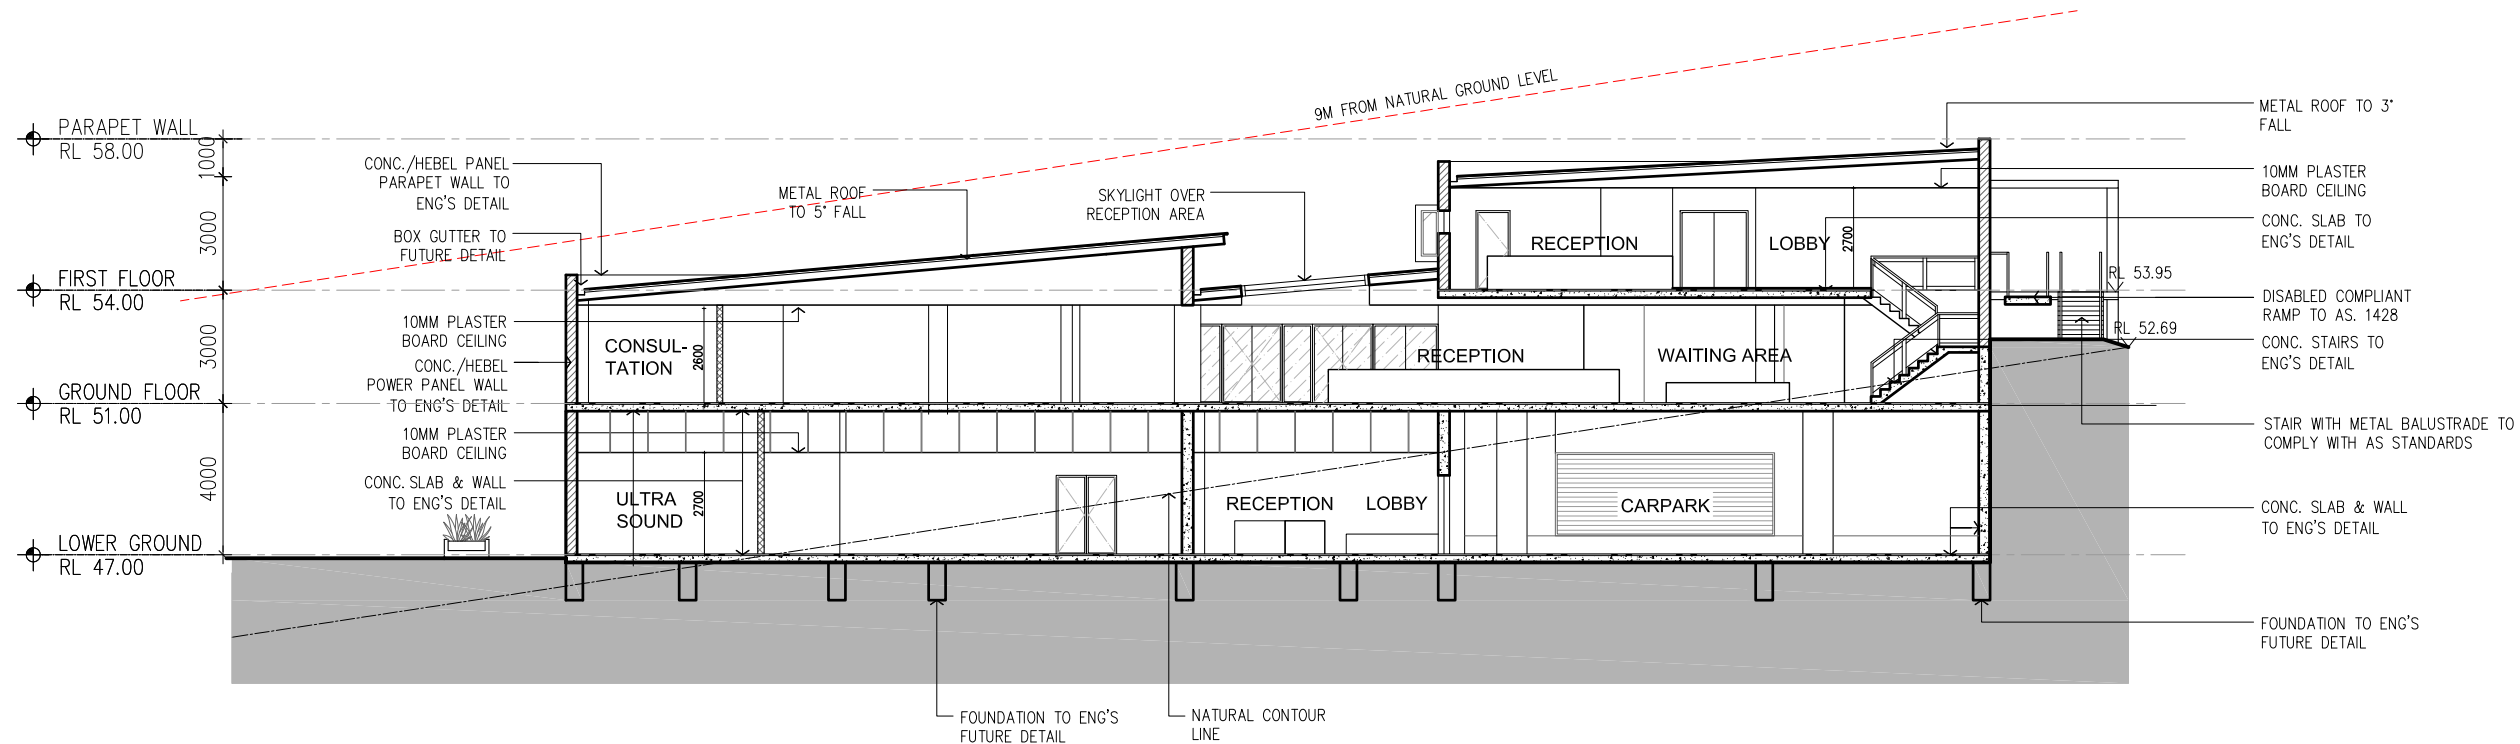 9M FROM NATURAL GROUND LEVEL
PARAPET WALL
RL 58.00
1000
3000
FIRST FLOOR
RL 54.00
3000
GROUND FLOOR
RL 51.00
4000
LOWER GROUND
RL 47.00
CONC./HEBEL PANEL
PARAPET WALL TO
ENG'S DETAIL
BOX GUTTER TO
FUTURE DETAIL
METAL ROOF
TO 5° FALL
SKYLIGHT OVER
RECEPTION AREA
10MM PLASTER
BOARD CEILING
CONC./HEBEL
POWER PANEL WALL
TO ENG'S DETAIL
10MM PLASTER
BOARD CEILING
CONC. SLAB & WALL
TO ENG'S DETAIL
RECEPTION
LOBBY
2700
CONSUL-
TATION
2600
RECEPTION
WAITING AREA
ULTRA
SOUND
2700
RECEPTION
LOBBY
CARPARK
METAL ROOF TO 3°
FALL
10MM PLASTER
BOARD CEILING
CONC. SLAB TO
ENG'S DETAIL
RL 53.95
DISABLED COMPLIANT
RAMP TO AS. 1428
RL 52.69
CONC. STAIRS TO
ENG'S DETAIL
STAIR WITH METAL BALUSTRADE TO
COMPLY WITH AS STANDARDS
CONC. SLAB & WALL
TO ENG'S DETAIL
FOUNDATION TO ENG'S
FUTURE DETAIL
FOUNDATION TO ENG'S
FUTURE DETAIL
NATURAL CONTOUR
LINE